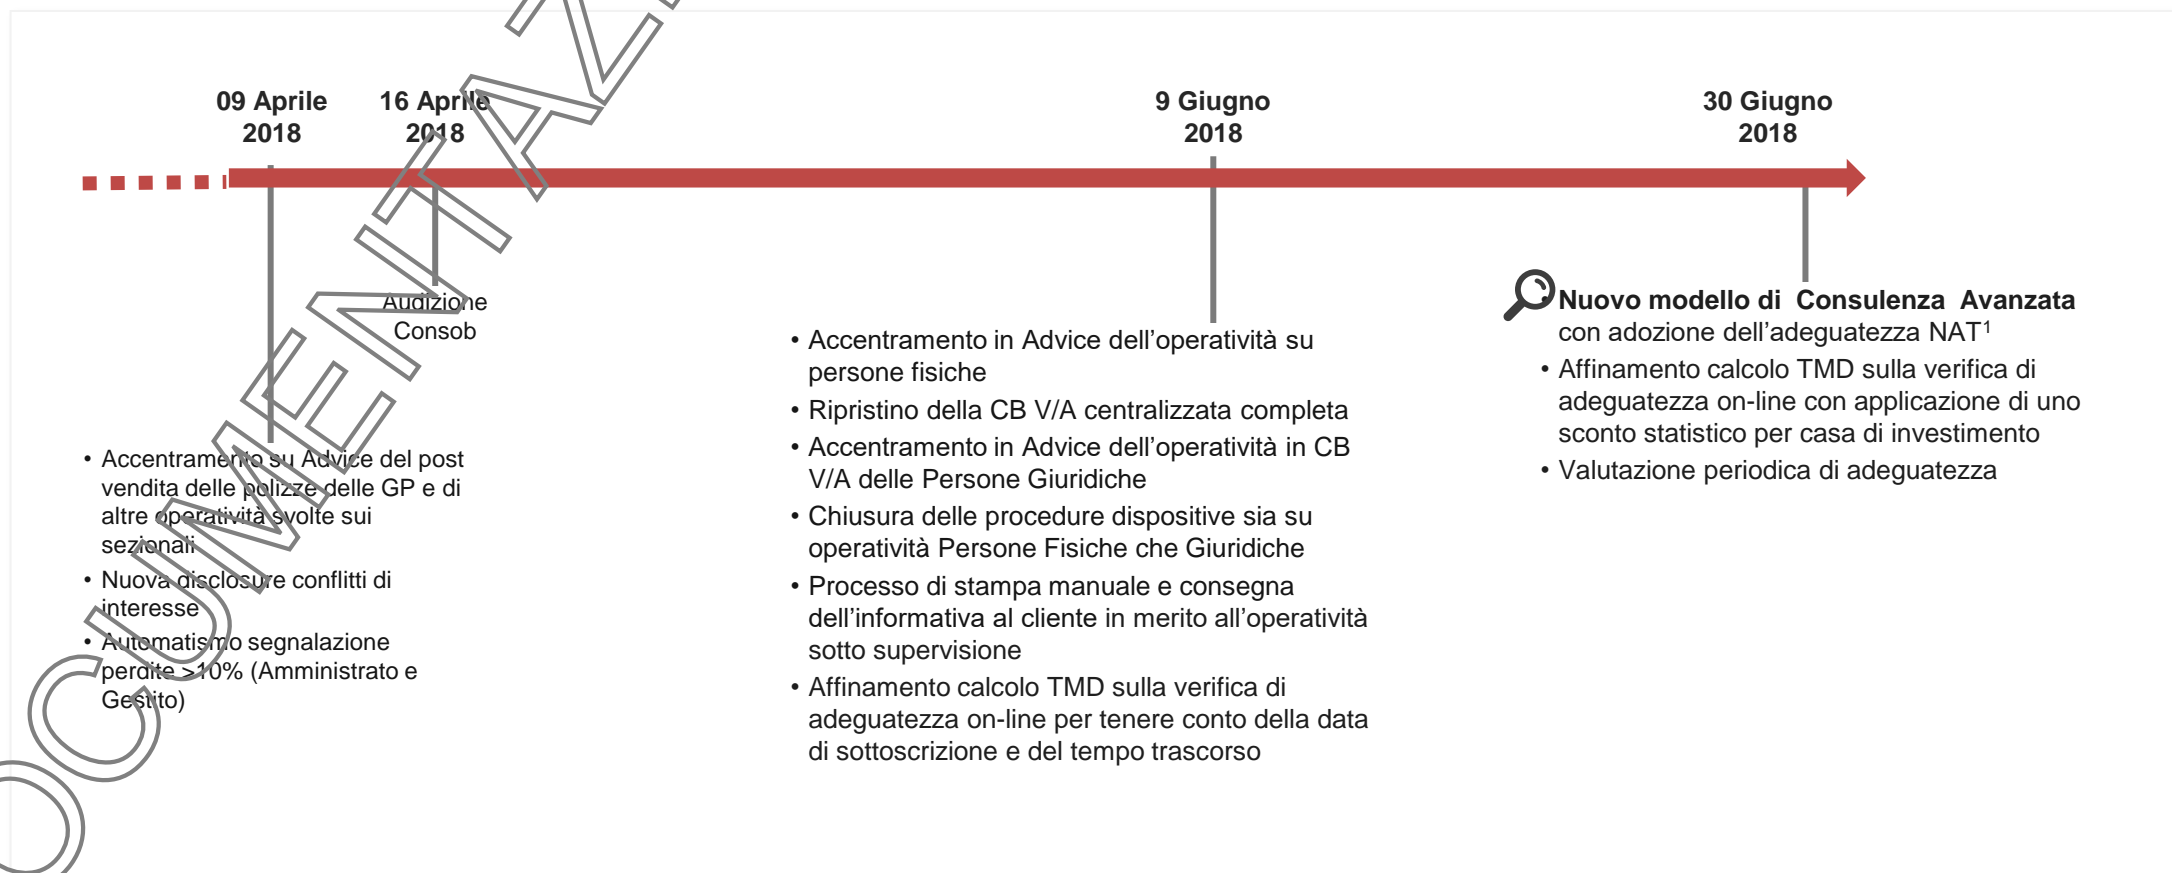 09 Aprile
2018
16 Aprile
2018
9 Giugno
2018
30 Giugno
2018
Audizione
Consob
• Accentramento su Advice del post
vendita delle polizze delle GP e di
altre operatività svolte sui
sezionali
• Nuova disclosure conflitti di
interesse
• Automatismo segnalazione
perdite >10% (Amministrato e
Gestito)
• Accentramento in Advice dell’operatività su
persone fisiche
• Ripristino della CB V/A centralizzata completa
• Accentramento in Advice dell’operatività in CB
V/A delle Persone Giuridiche
• Chiusura delle procedure dispositive sia su
operatività Persone Fisiche che Giuridiche
• Processo di stampa manuale e consegna
dell’informativa al cliente in merito all’operatività
sotto supervisione
• Affinamento calcolo TMD sulla verifica di
adeguatezza on-line per tenere conto della data
di sottoscrizione e del tempo trascorso
• Nuovo modello di Consulenza Avanzata
con adozione dell’adeguatezza NAT¹
• Affinamento calcolo TMD sulla verifica di
adeguatezza on-line con applicazione di uno
sconto statistico per casa di investimento
• Valutazione periodica di adeguatezza
OCUMENTAZ